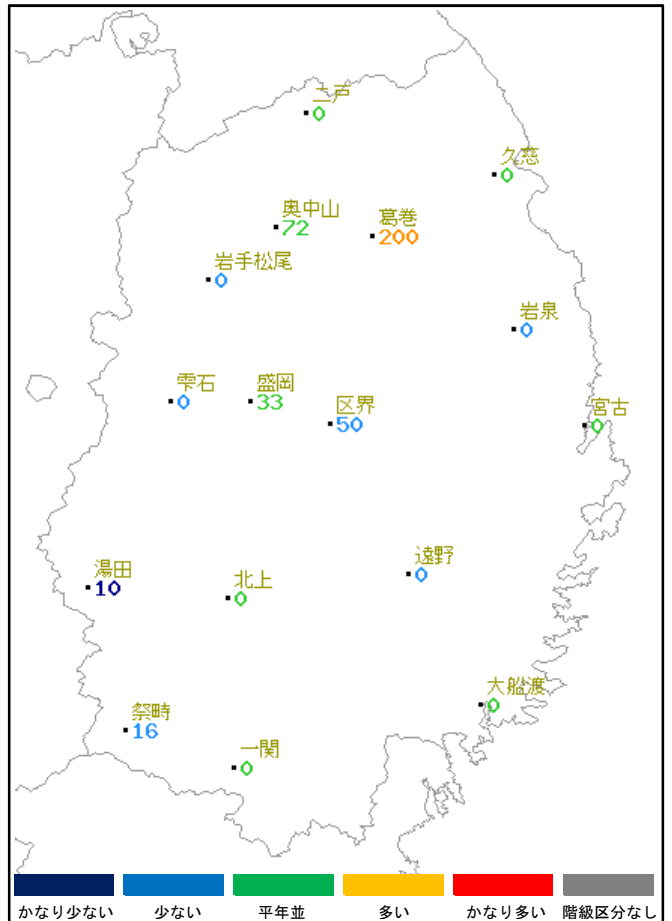 二戸
0
久慈
0
奥中山
72
葛巻
200
岩手松尾
0
岩泉
0
雫石
0
盛岡
33
区界
50
宮古
0
湯田
10
北上
0
遠野
0
大船渡
0
祭畤
16
一関
0
かなり少ない 少ない 平年並 多い かなり多い 階級区分なし